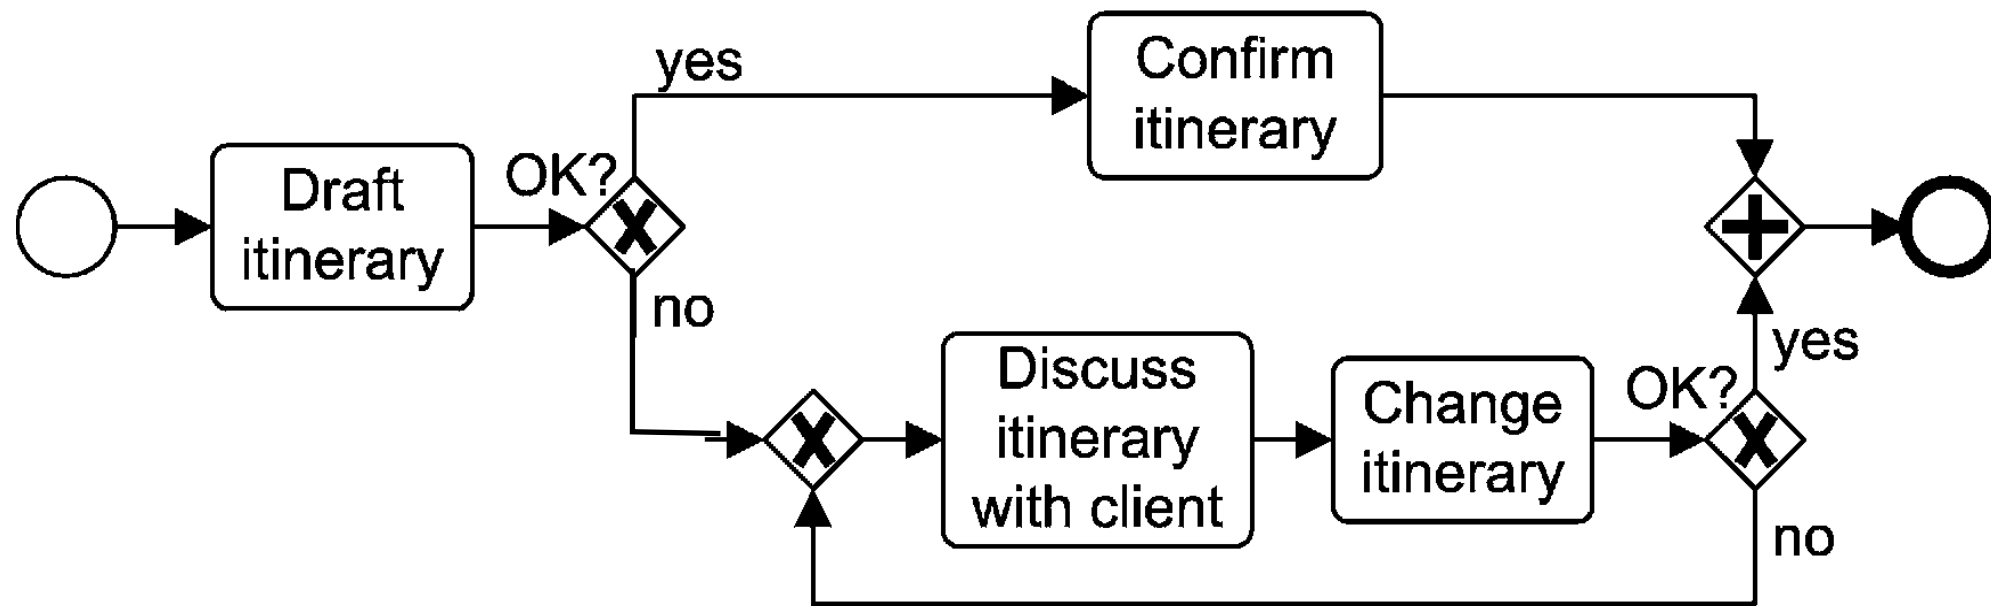 yes
Confirm
itinerary
Draft
itinerary
OK?
no
Discuss
itinerary
with client
Change
itinerary
OK?
yes
no